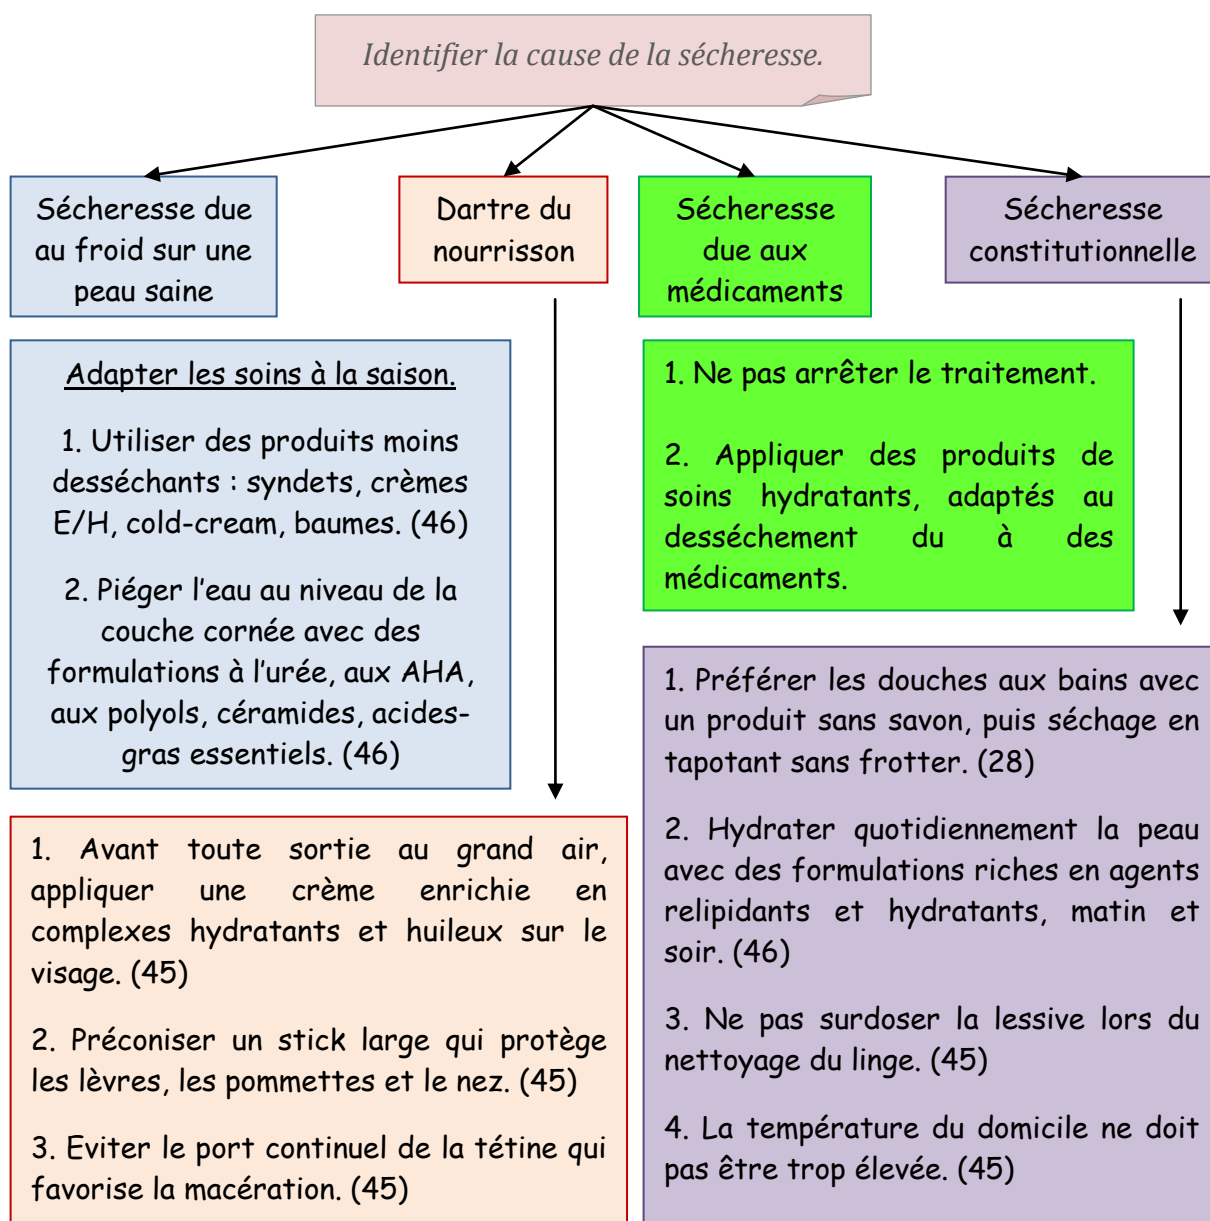 Identifier la cause de la sécheresse.
Sécheresse due
au froid sur une
peau saine
Dartre du
nourrisson
Sécheresse
due aux
médicaments
Sécheresse
constitutionnelle
Adapter les soins à la saison.
1. Utiliser des produits moins
desséchants : syndets, crèmes
E/H, cold-cream, baumes. (46)
2. Piéger l'eau au niveau de la
couche cornée avec des
formulations à l'urée, aux AHA,
aux polyols, céramides, acides-
gras essentiels. (46)
1. Ne pas arrêter le traitement.
2. Appliquer des produits de
soins hydratants, adaptés au
desséchement du à des
médicaments.
1. Avant toute sortie au grand air,
appliquer une crème enrichie en
complexes hydratants et huileux sur le
visage. (45)
2. Préconiser un stick large qui protège
les lèvres, les pommettes et le nez. (45)
3. Eviter le port continuel de la tétine qui
favorise la macération. (45)
1. Préférer les douches aux bains avec
un produit sans savon, puis séchage en
tapotant sans frotter. (28)
2. Hydrater quotidiennement la peau
avec des formulations riches en agents
relipidants et hydratants, matin et
soir. (46)
3. Ne pas surdoser la lessive lors du
nettoyage du linge. (45)
4. La température du domicile ne doit
pas être trop élevée. (45)